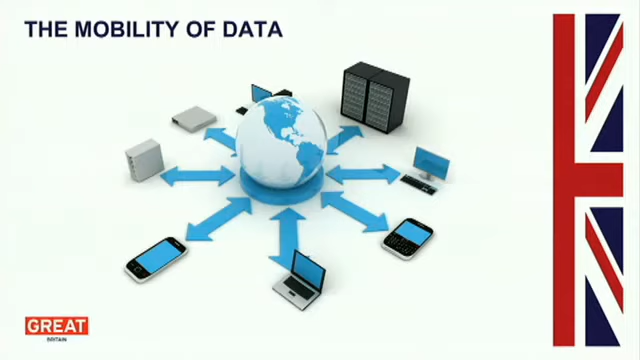 THE MOBILITY OF DATA
GREAT
BRITAIN